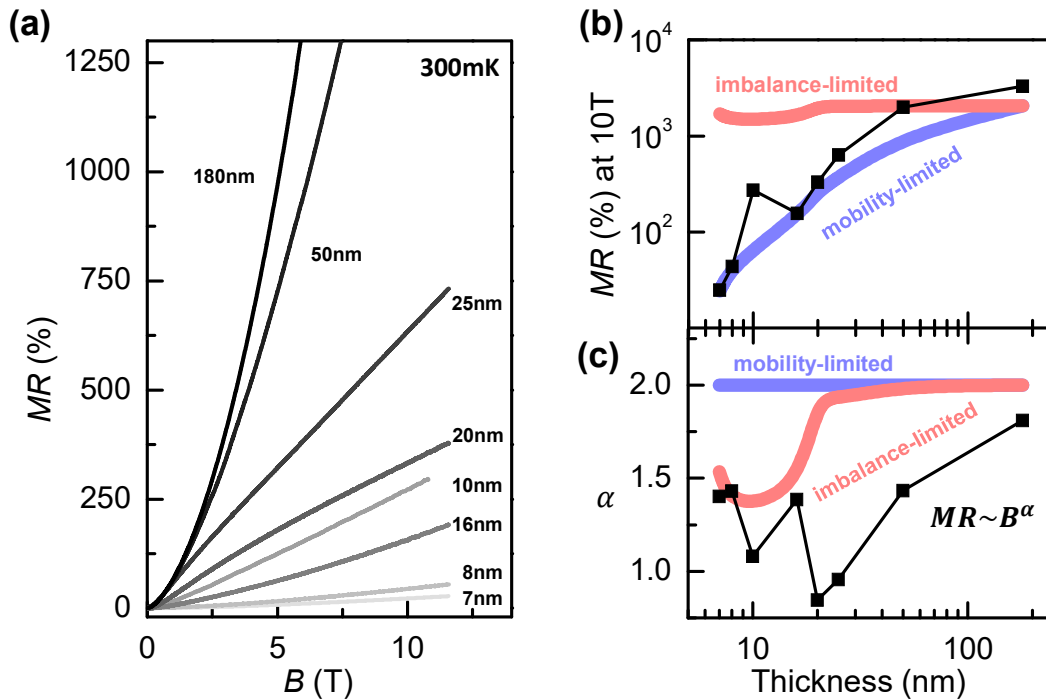 (a)
300mK
1250
1000
750
500
250
0
MR (%)
180nm
50nm
25nm
20nm
10nm
16nm
8nm
7nm
0
5
10
B (T)
(b)
10⁴
10³
10²
MR (%) at 10T
imbalance-limited
mobility-limited
(c)
mobility-limited
2.0
1.5
1.0
α
imbalance-limited
MR~B^α
10
100
Thickness (nm)